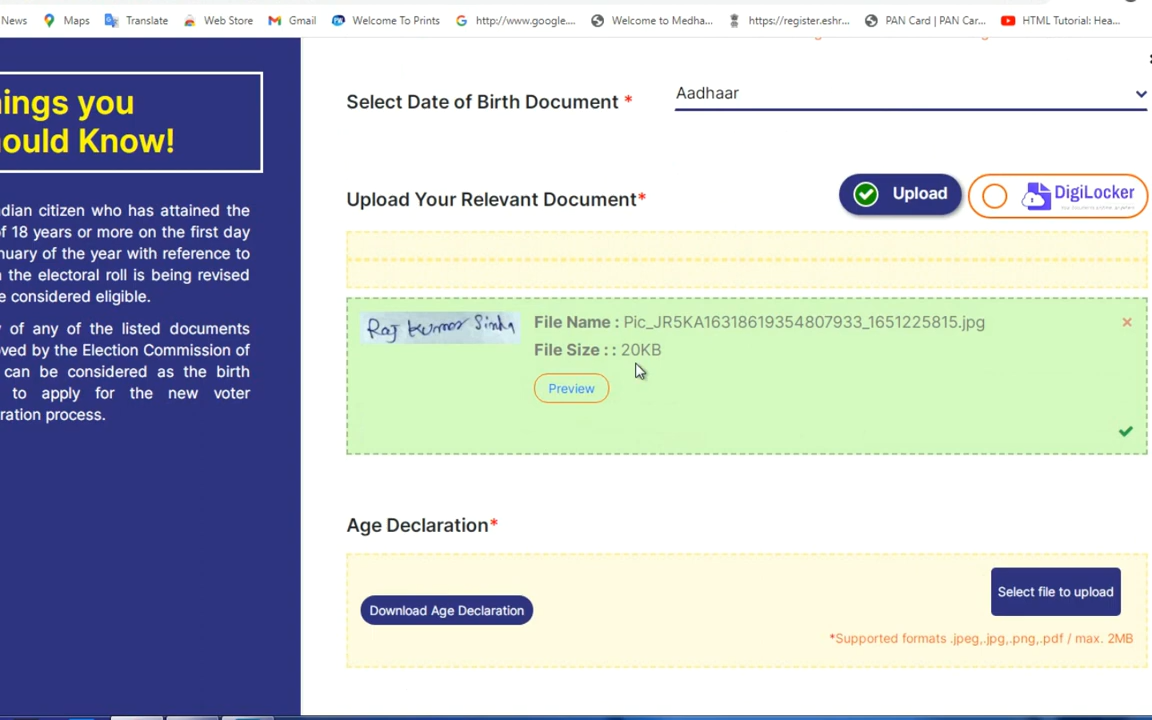 News Maps Translate Web Store Gmail Welcome To Prints http://www.google.... Welcome to Medha... https://register.eshr... PAN Card | PAN Car... HTML Tutorial: Hea...
ings you
ould Know!
dian citizen who has attained the
of 18 years or more on the first day
nuary of the year with reference to
n the electoral roll is being revised
e considered eligible.
y of any of the listed documents
oved by the Election Commission of
can be considered as the birth
to apply for the new voter
ration process.
Select Date of Birth Document *
Aadhaar
Upload Your Relevant Document*
Upload
DigiLocker
Raj Kumar Sinha
File Name : Pic_JR5KA16318619354807933_1651225815.jpg
File Size : : 20KB
Preview
Age Declaration*
Download Age Declaration
Select file to upload
*Supported formats .jpeg,.jpg,.png,.pdf / max. 2MB